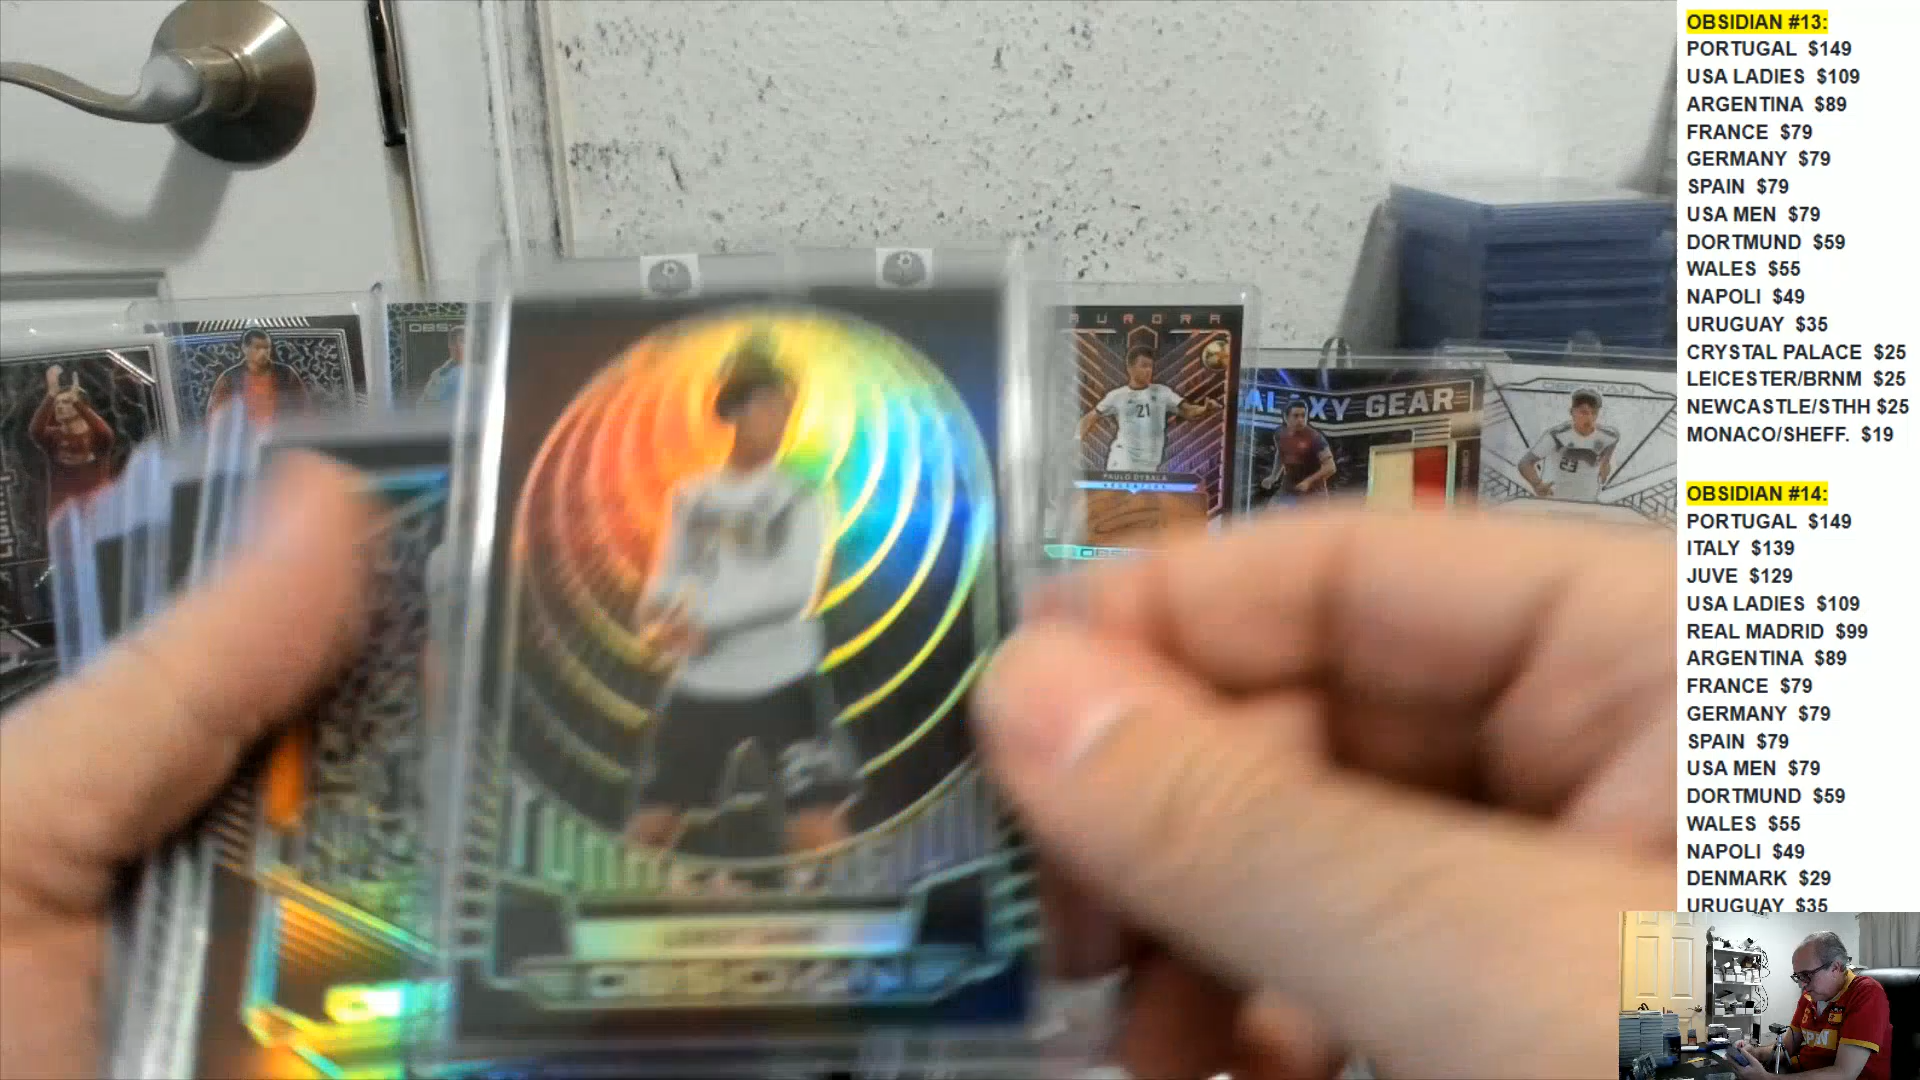 OBSIDIAN #13:
PORTUGAL $149
USA LADIES $109
ARGENTINA $89
FRANCE $79
GERMANY $79
SPAIN $79
USA MEN $79
DORTMUND $59
WALES $55
NAPOLI $49
URUGUAY $35
CRYSTAL PALACE $25
LEICESTER/BRNM $25
NEWCASTLE/STHH $25
MONACO/SHEFF. $19
OBSIDIAN #14:
PORTUGAL $149
ITALY $139
JUVE $129
USA LADIES $109
REAL MADRID $99
ARGENTINA $89
FRANCE $79
GERMANY $79
SPAIN $79
USA MEN $79
DORTMUND $59
WALES $55
NAPOLI $49
DENMARK $29
URUGUAY $35
AURORA
21
PAULO DYBALA
ARGENTINA
GALAXY GEAR
OBSIDIAN
23